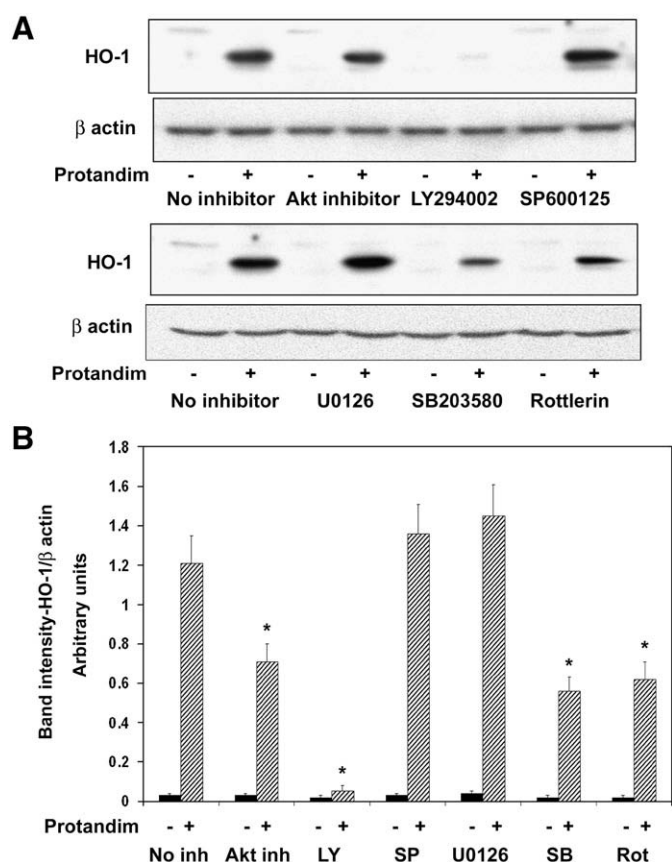 A
HO-1
β actin
Protandim - + - + - + - +
No inhibitor Akt inhibitor LY294002 SP600125
HO-1
β actin
Protandim - + - + - + - +
No inhibitor U0126 SB203580 Rottlerin
B
Band intensity-HO-1/β actin
Arbitrary units
1.8
1.6
1.4
1.2
1
0.8
0.6
0.4
0.2
0
*
*
*
*
Protandim - + - + - + - + - + - + - +
No inh Akt inh LY SP U0126 SB Rot